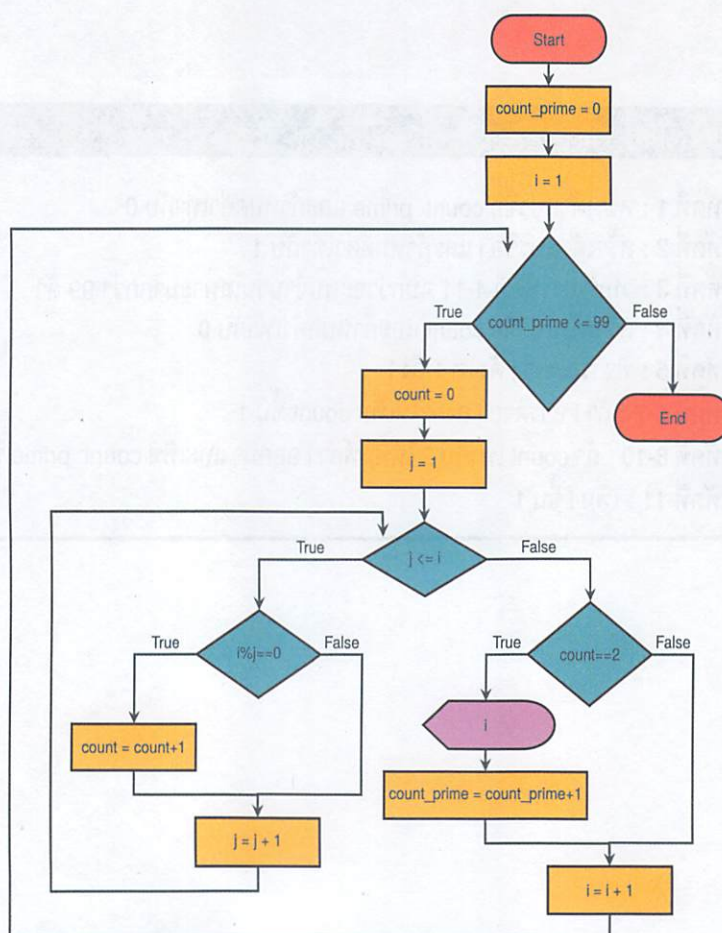 Start
count_prime = 0
i = 1
count_prime <= 99
True
False
count = 0
End
j = 1
j <= i
True
False
i%j==0
True
False
count==2
True
False
i
count = count+1
count_prime = count_prime+1
j = j + 1
i = i + 1